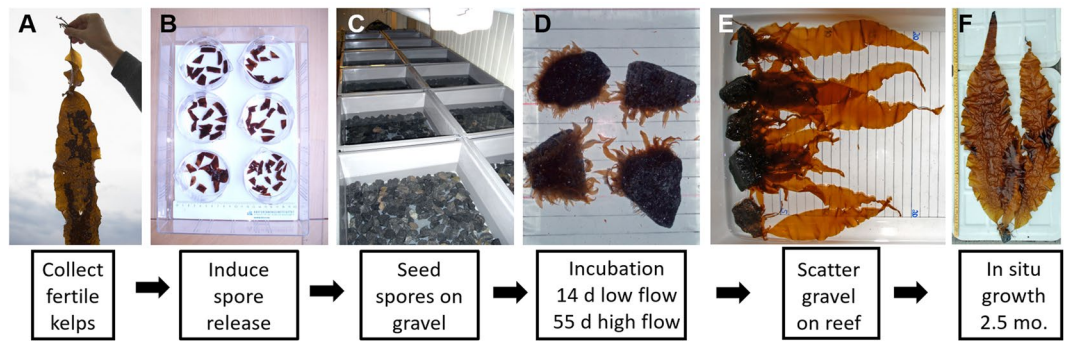 A B C D E F
Collect
fertile
kelps
Induce
spore
release
Seed
spores on
gravel
Incubation
14 d low flow
55 d high flow
Scatter
gravel
on reef
In situ
growth
2.5 mo.